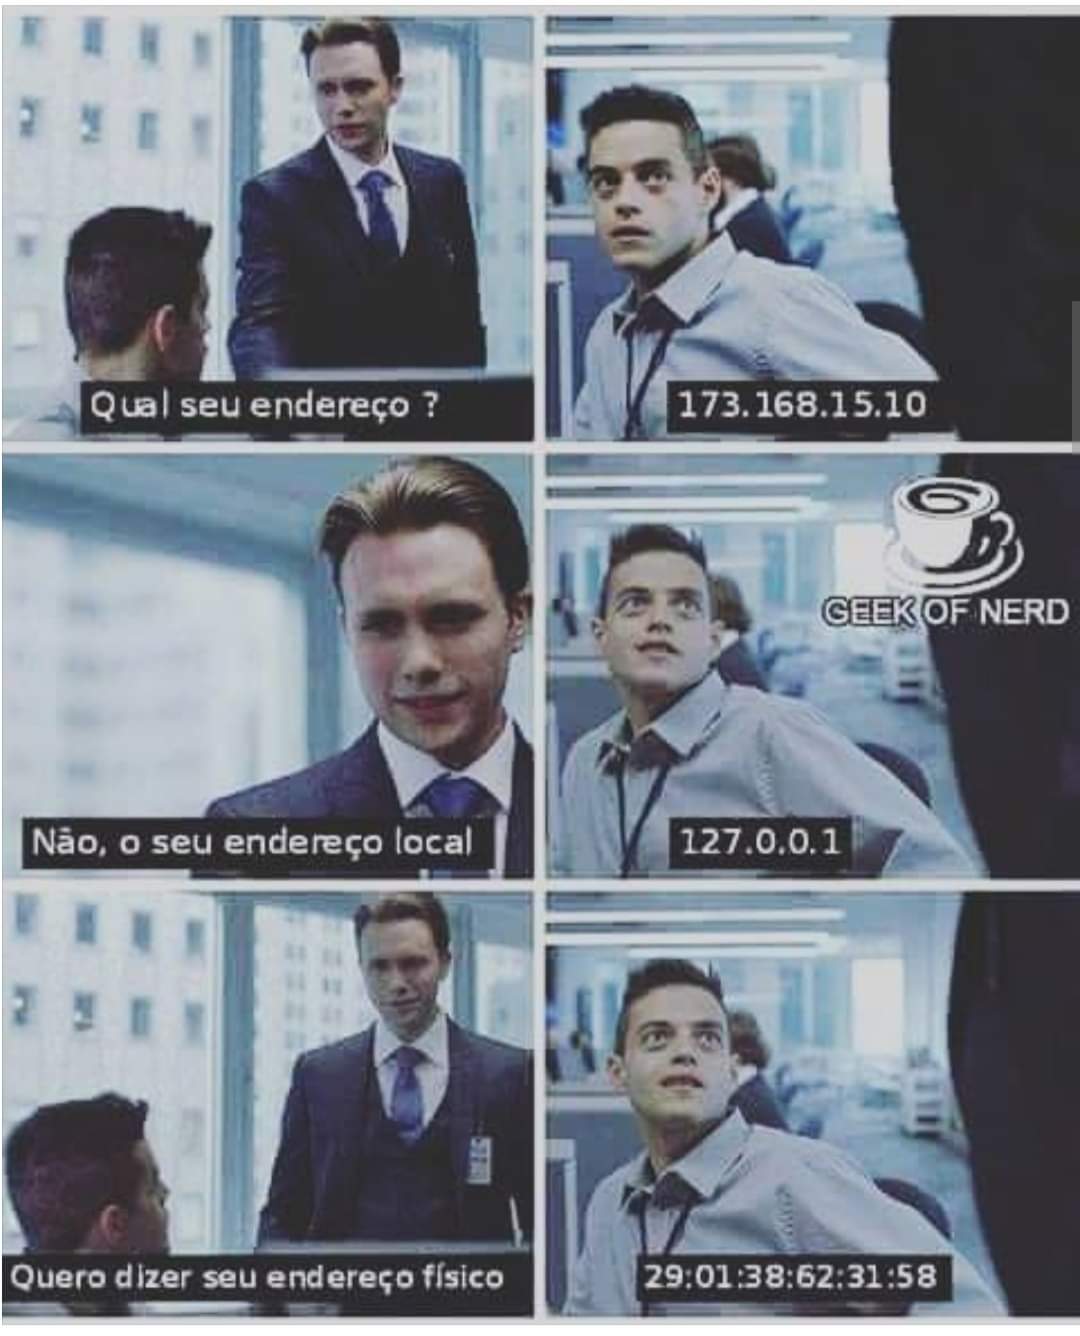 Qual seu endereço ?
173.168.15.10
GEEK OF NERD
Não, o seu endereço local
127.0.0.1
Quero dizer seu endereço físico
29:01:38:62:31:58